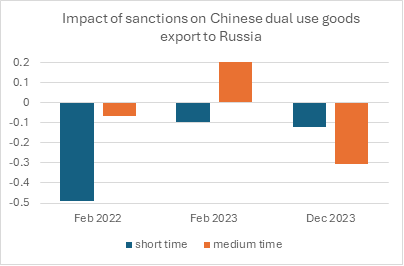 Impact of sanctions on Chinese dual use goods
export to Russia
0.2
0.1
0
-0.1
-0.2
-0.3
-0.4
-0.5
Feb 2022 Feb 2023 Dec 2023
short time medium time